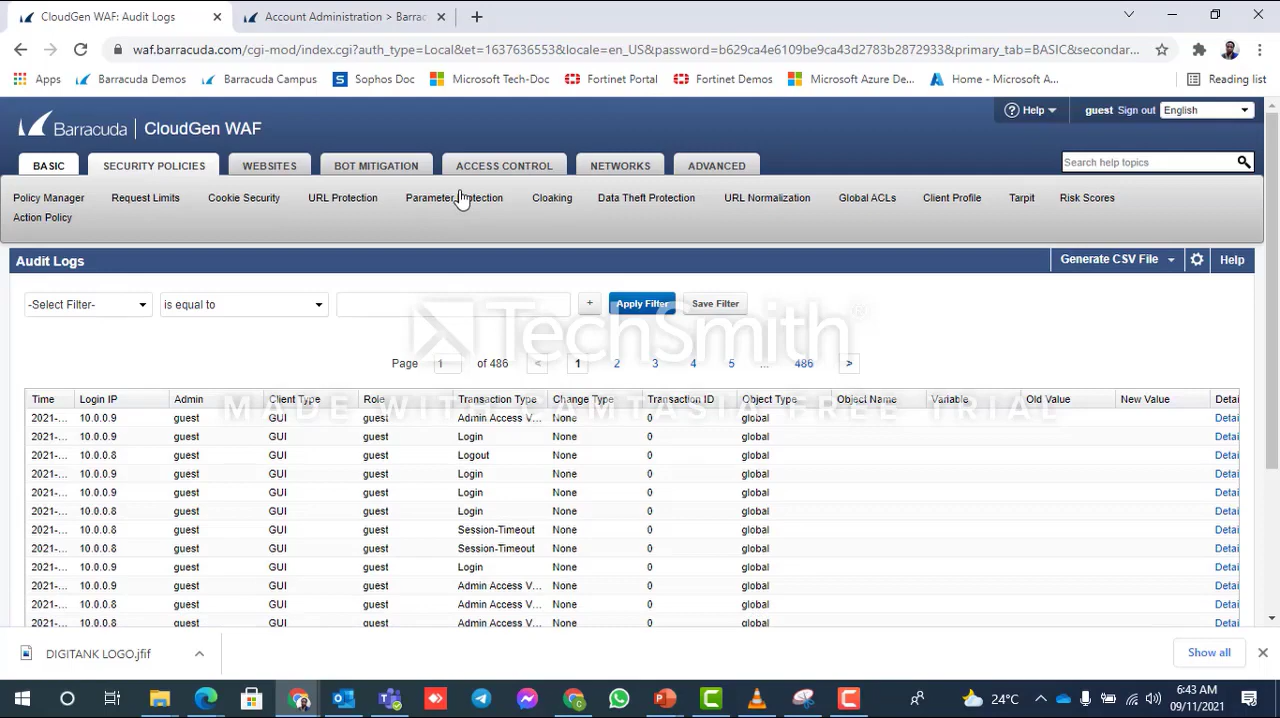 CloudGen WAF: Audit Logs
Account Administration > Barrac
waf.barracuda.com/cgi-mod/index.cgi?auth_type=Local&et=1637636553&locale=en_US&password=b629ca4e6109be9ca43d2783b2872933&primary_tab=BASIC&secondar...
Apps Barracuda Demos Barracuda Campus Sophos Doc Microsoft Tech-Doc Fortinet Portal Fortnet Demos Microsoft Azure De... Home - Microsoft A... Reading list
Help guest Sign out English
Barracuda CloudGen WAF
BASIC SECURITY POLICIES WEBSITES BOT MITIGATION ACCESS CONTROL NETWORKS ADVANCED Search help topics
Policy Manager Request Limits Cookie Security URL Protection Parameter Cloaking Data Theft Protection URL Normalization Global ACLs Client Profile Tarpit Risk Scores
Action Policy
Audit Logs Generate CSV File Help
-Select Filter- is equal to + Apply Filter Save Filter
TechSmith
Page 1 of 486 < 1 2 3 4 5 ... 486 >
Time Login IP Admin Client Type Role Transaction Type Change Type Transaction ID Object Type Object Name Variable Old Value New Value Detai
MADE WITH CAMTASIA FREE TRIAL
2021-... 10.0.0.9 guest GUI guest Admin Access V... None 0 global Detai
2021-... 10.0.0.9 guest GUI guest Login None 0 global Detai
2021-... 10.0.0.8 guest GUI guest Logout None 0 global Detai
2021-... 10.0.0.9 guest GUI guest Login None 0 global Detai
2021-... 10.0.0.9 guest GUI guest Login None 0 global Detai
2021-... 10.0.0.8 guest GUI guest Login None 0 global Detai
2021-... 10.0.0.8 guest GUI guest Session-Timeout None 0 global Detai
2021-... 10.0.0.8 guest GUI guest Session-Timeout None 0 global Detai
2021-... 10.0.0.9 guest GUI guest Login None 0 global Detai
2021-... 10.0.0.9 guest GUI guest Admin Access V... None 0 global Detai
2021-... 10.0.0.8 guest GUI guest Admin Access V... None 0 global Detai
2021-... 10.0.0.8 guest GUI guest Admin Access V... None 0 global Detai
DIGITANK LOGO.jfif Show all
24°C 6:43 AM
09/11/2021